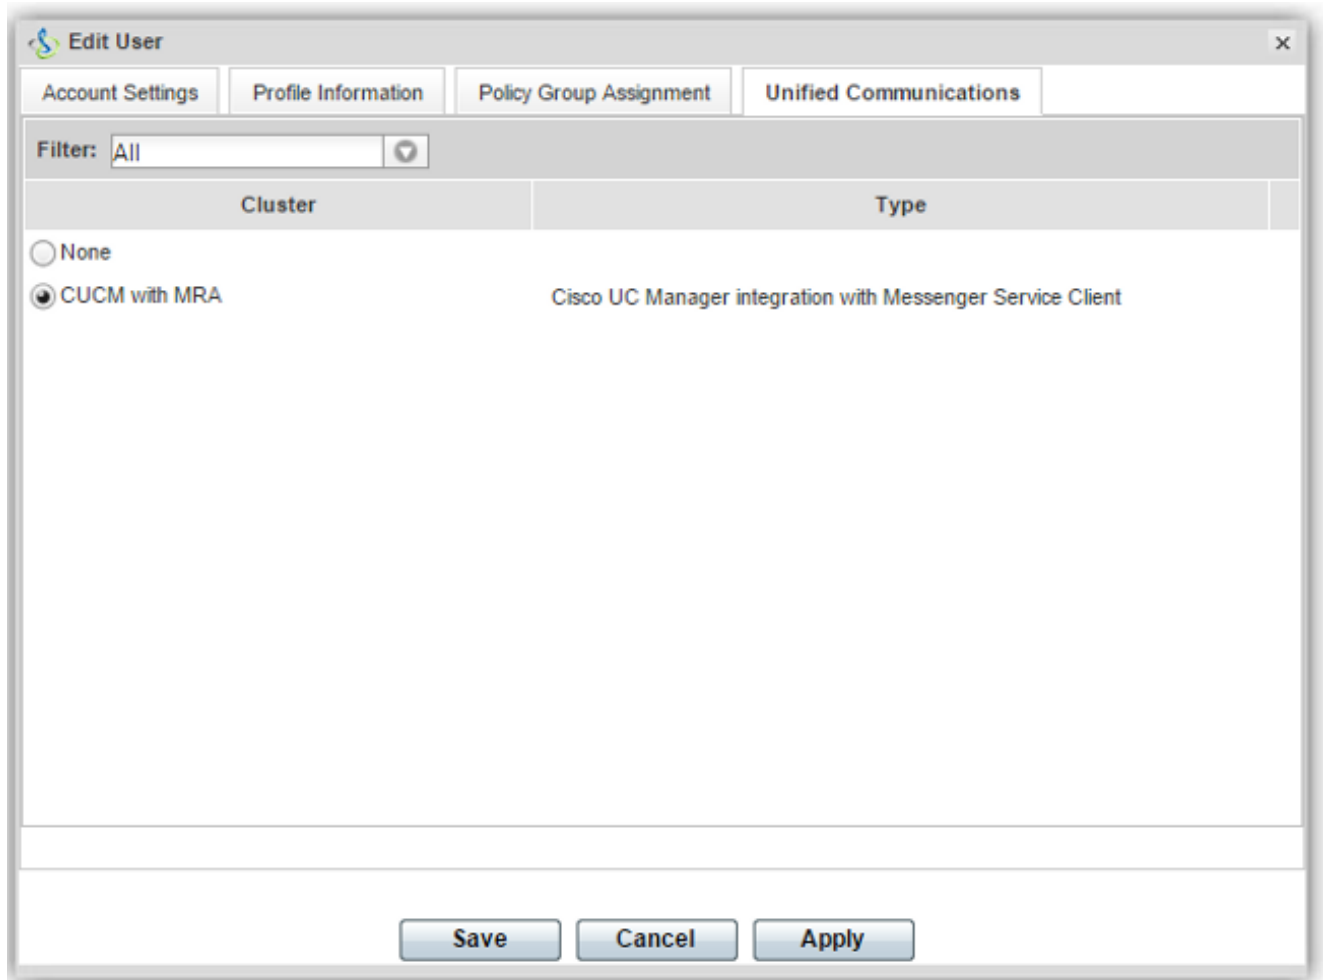 Edit User
Account Settings Profile Information Policy Group Assignment Unified Communications
Filter: All
Cluster Type
None
CUCM with MRA Cisco UC Manager integration with Messenger Service Client
Save Cancel Apply